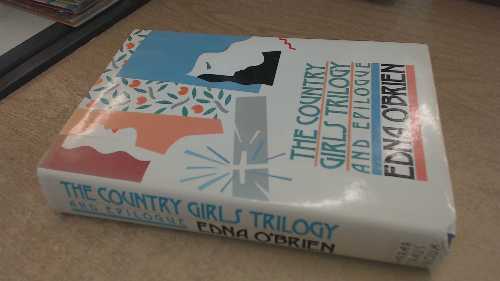 THE COUNTRY
GIRLS TRILOGY
AND EPILOGUE
EDNA O'BRIEN
THE COUNTRY GIRLS TRILOGY
AND EPILOGUE
EDNA O'BRIEN